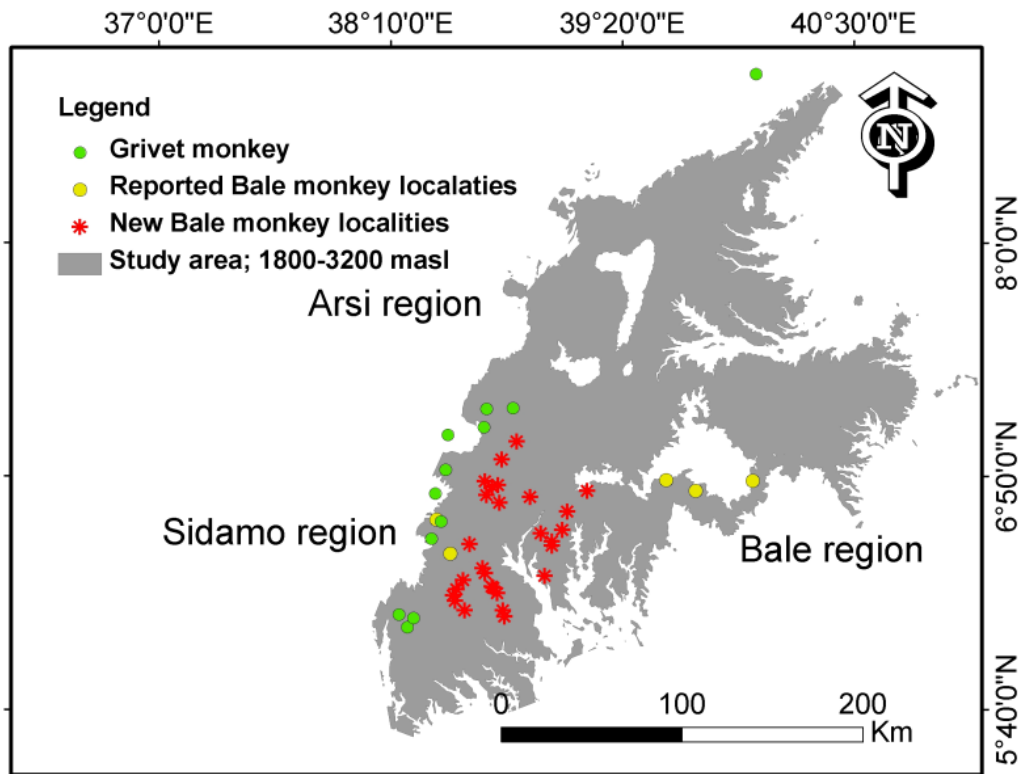 37°0'0"E 38°10'0"E 39°20'0"E 40°30'0"E
Legend
Grivet monkey
Reported Bale monkey localaties
New Bale monkey localities
Study area; 1800-3200 masl
N
8°0'0"N
Arsi region
6°50'0"N
Sidamo region
Bale region
5°40'0"N
0 100 200
Km